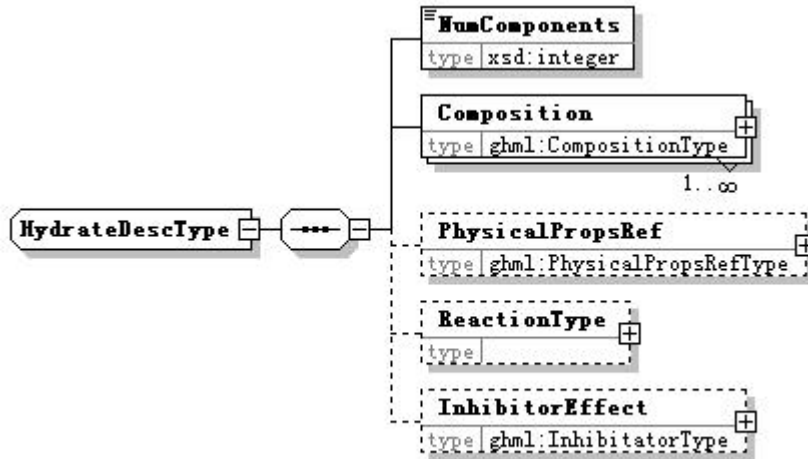 NumComponents
type xsd:integer
Composition
type ghml:CompositionType
1..∞
HydrateDescType
PhysicalPropsRef
type ghml:PhysicalPropsRefType
ReactionType
type
InhibitorEffect
type ghml:InhibitatorType